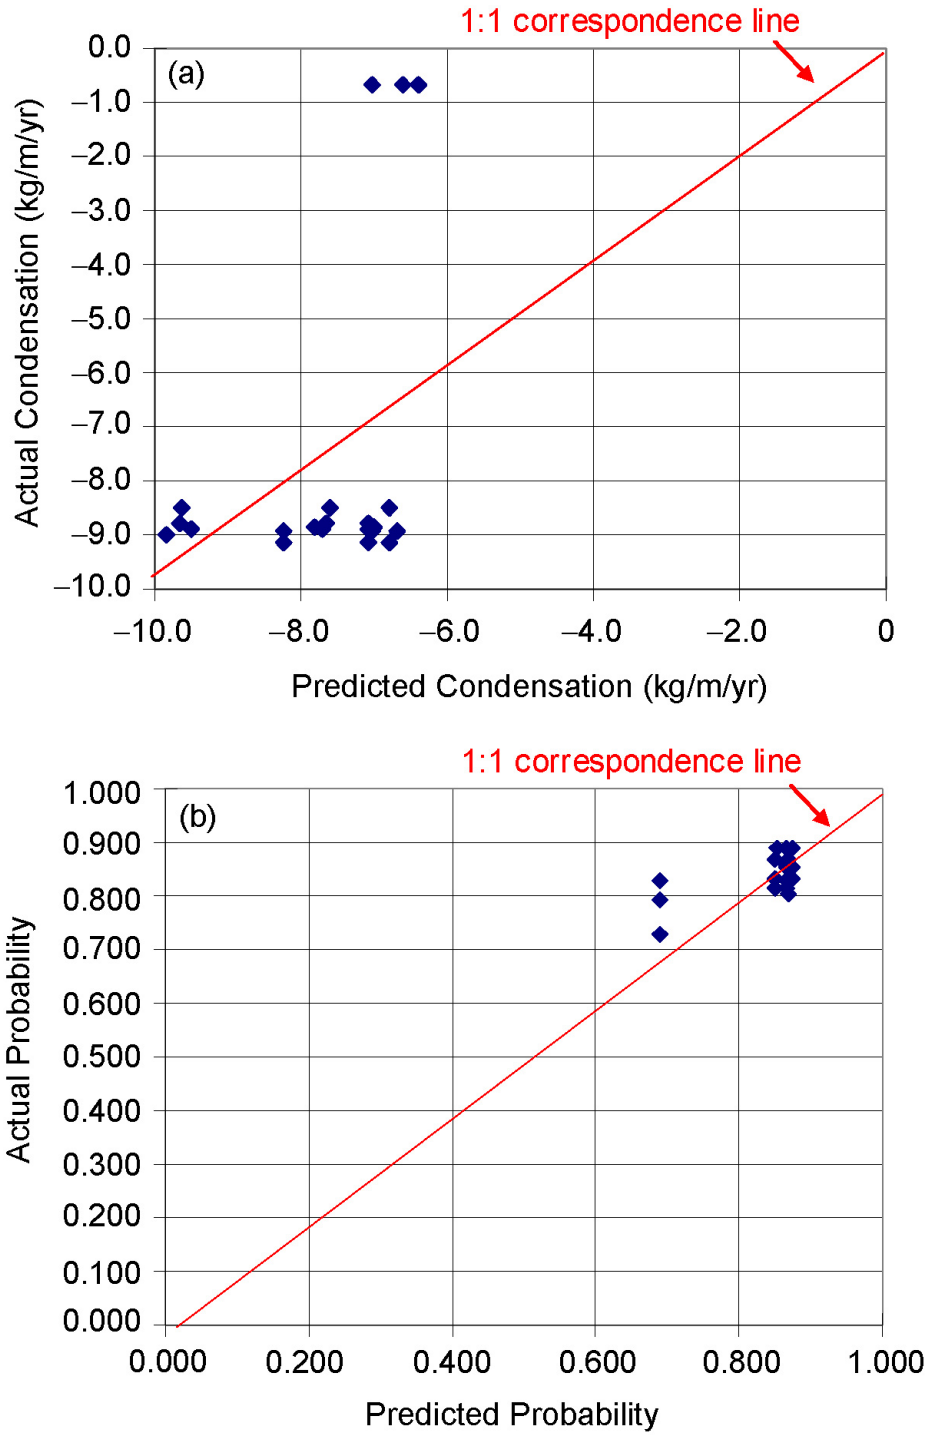 1:1 correspondence line
(a)
0.0
–1.0
–2.0
–3.0
–4.0
–5.0
–6.0
–7.0
–8.0
–9.0
–10.0
Actual Condensation (kg/m/yr)
–10.0 –8.0 –6.0 –4.0 –2.0 0
Predicted Condensation (kg/m/yr)
1:1 correspondence line
(b)
1.000
0.900
0.800
0.700
0.600
0.500
0.400
0.300
0.200
0.100
0.000
Actual Probability
0.000 0.200 0.400 0.600 0.800 1.000
Predicted Probability